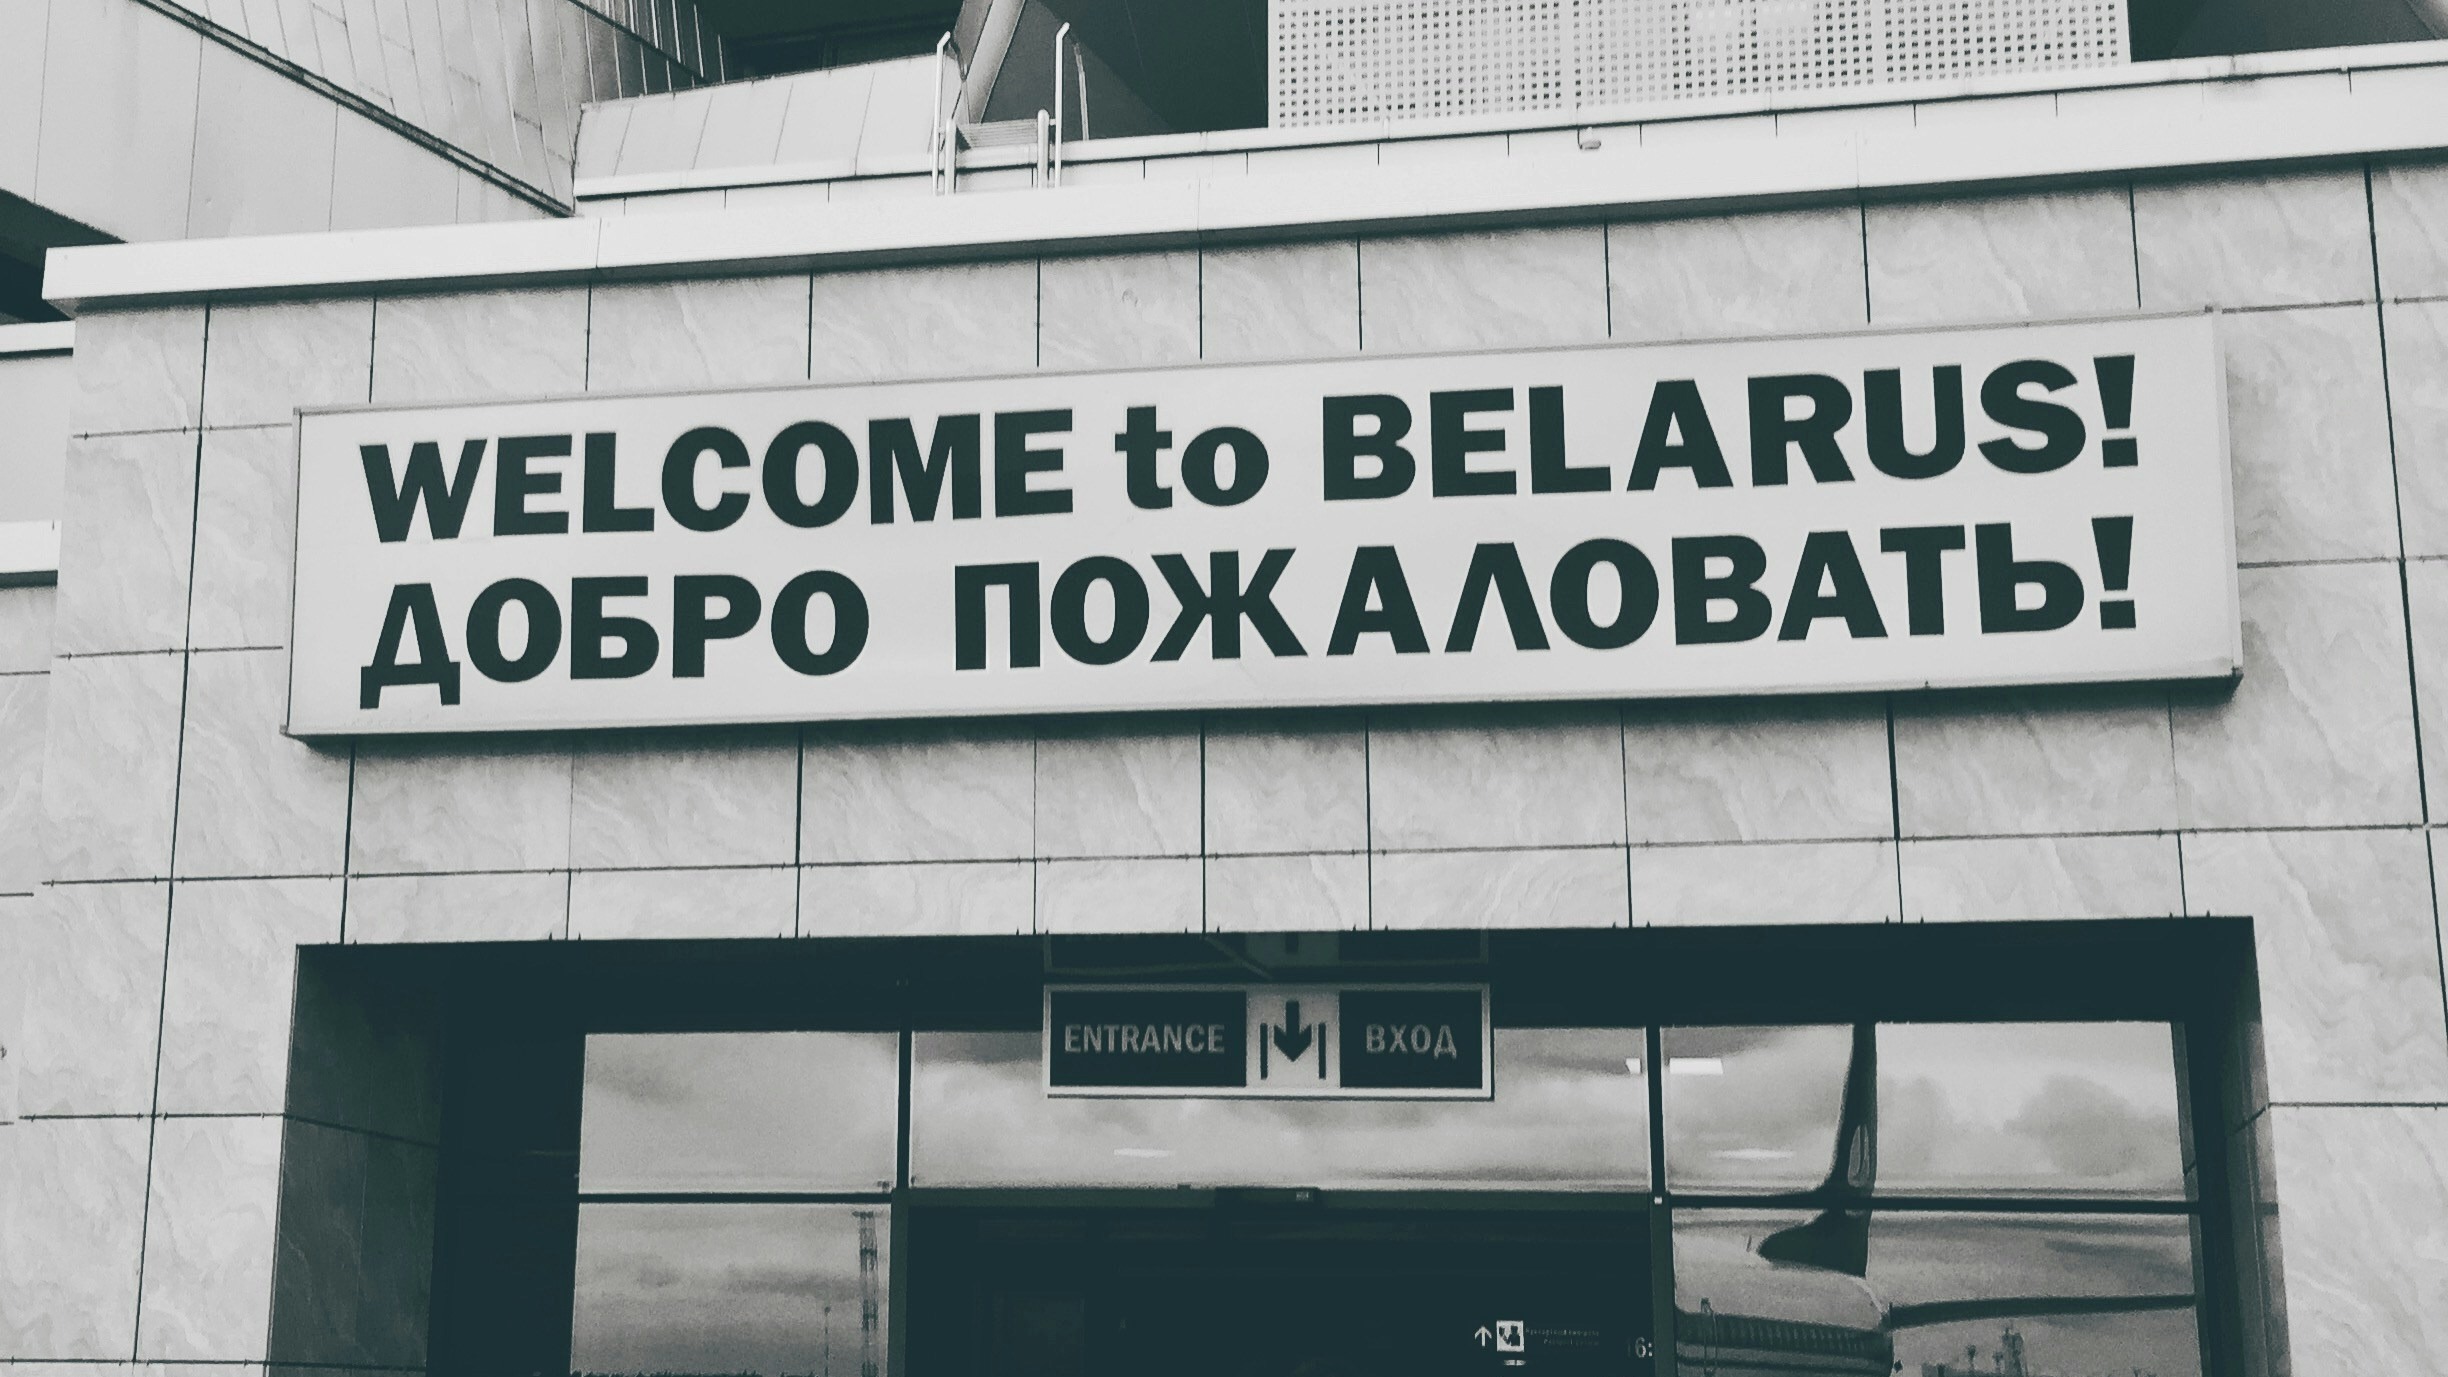 WELCOME to BELARUS!
ДОБРО ПОЖАЛОВАТЬ!
ENTRANCE ВХОД